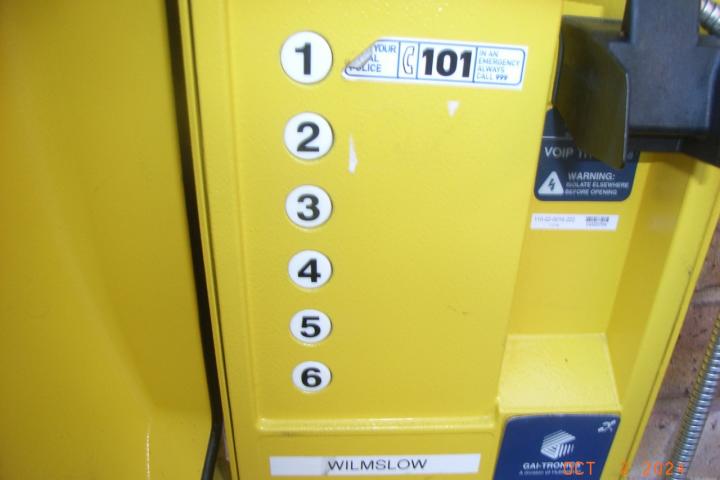 1
YOUR
POLICE
101
IN AN
EMERGENCY
ALWAYS
CALL 999
2
VOIP
WARNING:
ISOLATE ELSEWHERE
BEFORE OPENING
3
4
5
6
WILMSLOW
GAI-TRONICS
OCT 2024